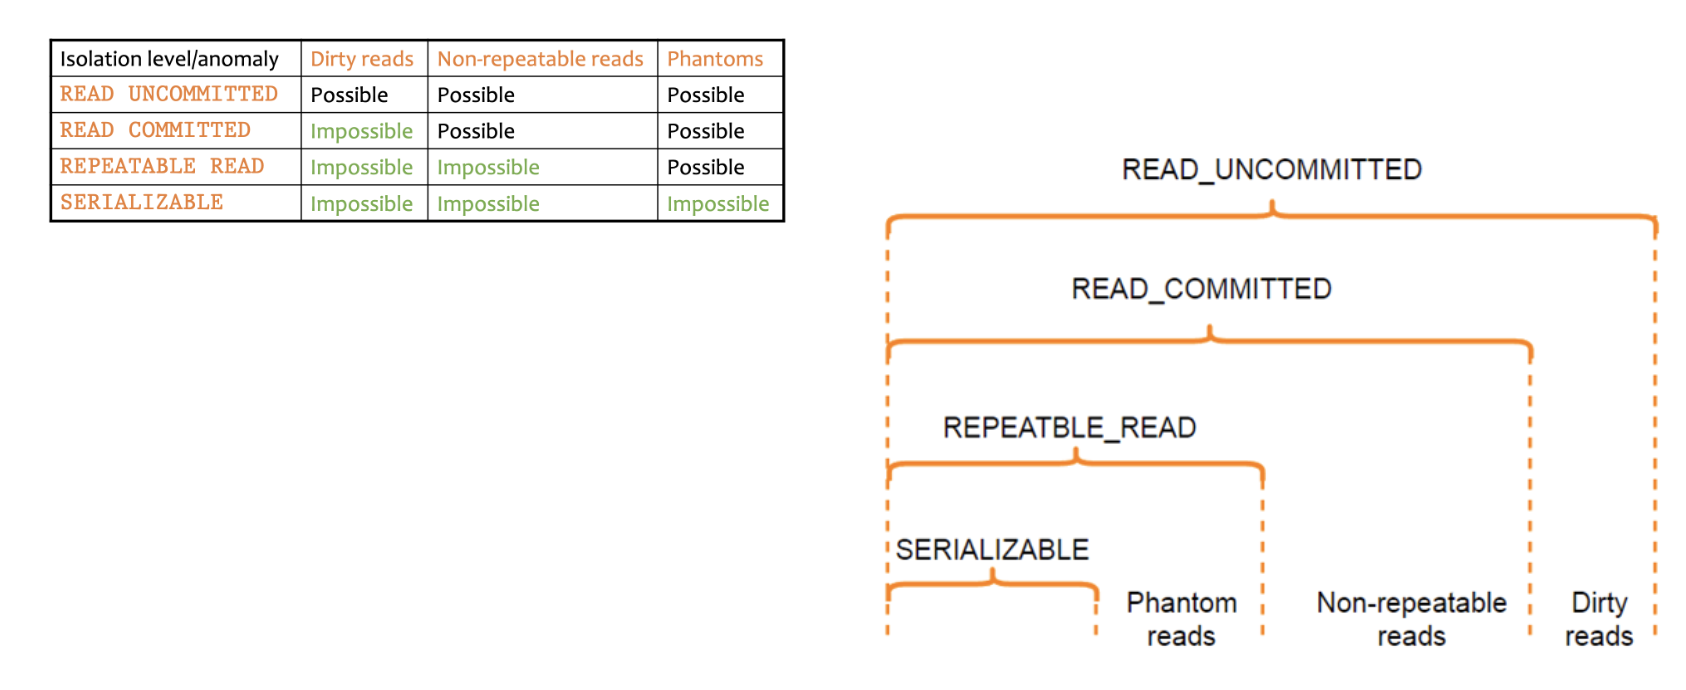 Isolation level/anomaly Dirty reads Non-repeatable reads Phantoms
READ UNCOMMITTED Possible Possible Possible
READ COMMITTED Impossible Possible Possible
REPEATABLE READ Impossible Impossible Possible
SERIALIZABLE Impossible Impossible Impossible
READ_UNCOMMITTED
READ_COMMITTED
REPEATBLE_READ
SERIALIZABLE
Phantom
reads
Non-repeatable
reads
Dirty
reads